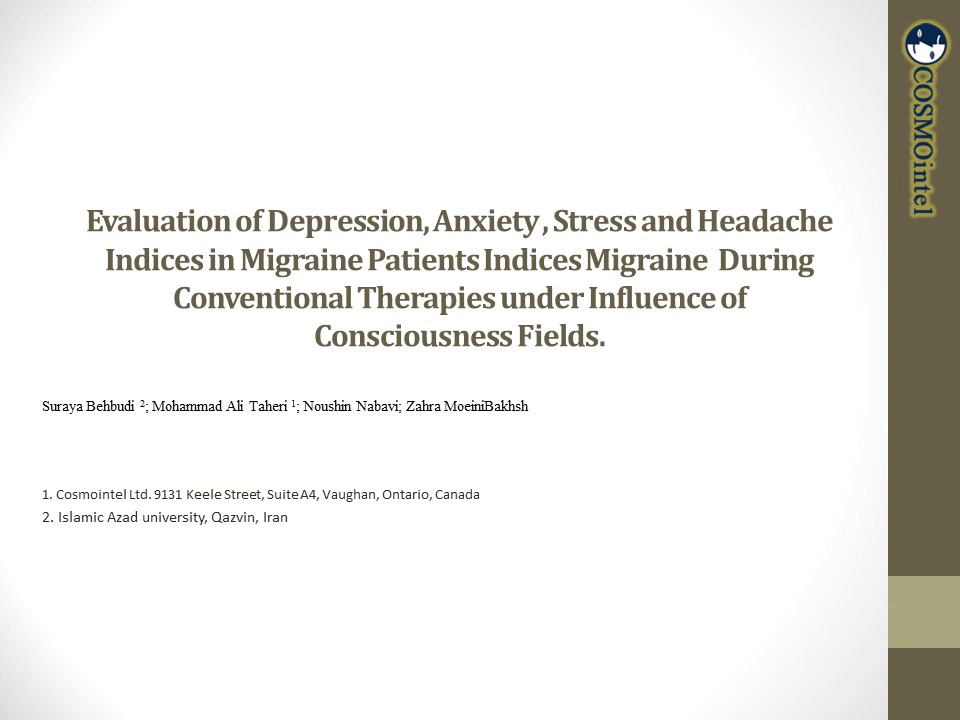 Evaluation of Depression, Anxiety , Stress and Headache
Indices in Migraine Patients Indices Migraine During
Conventional Therapies under Influence of
Consciousness Fields.
Suraya Behbudi ²; Mohammad Ali Taheri ¹; Noushin Nabavi; Zahra MoeiniBakhsh
1. Cosmointel Ltd. 9131 Keele Street, Suite A4, Vaughan, Ontario, Canada
2. Islamic Azad university, Qazvin, Iran
COSMOintel